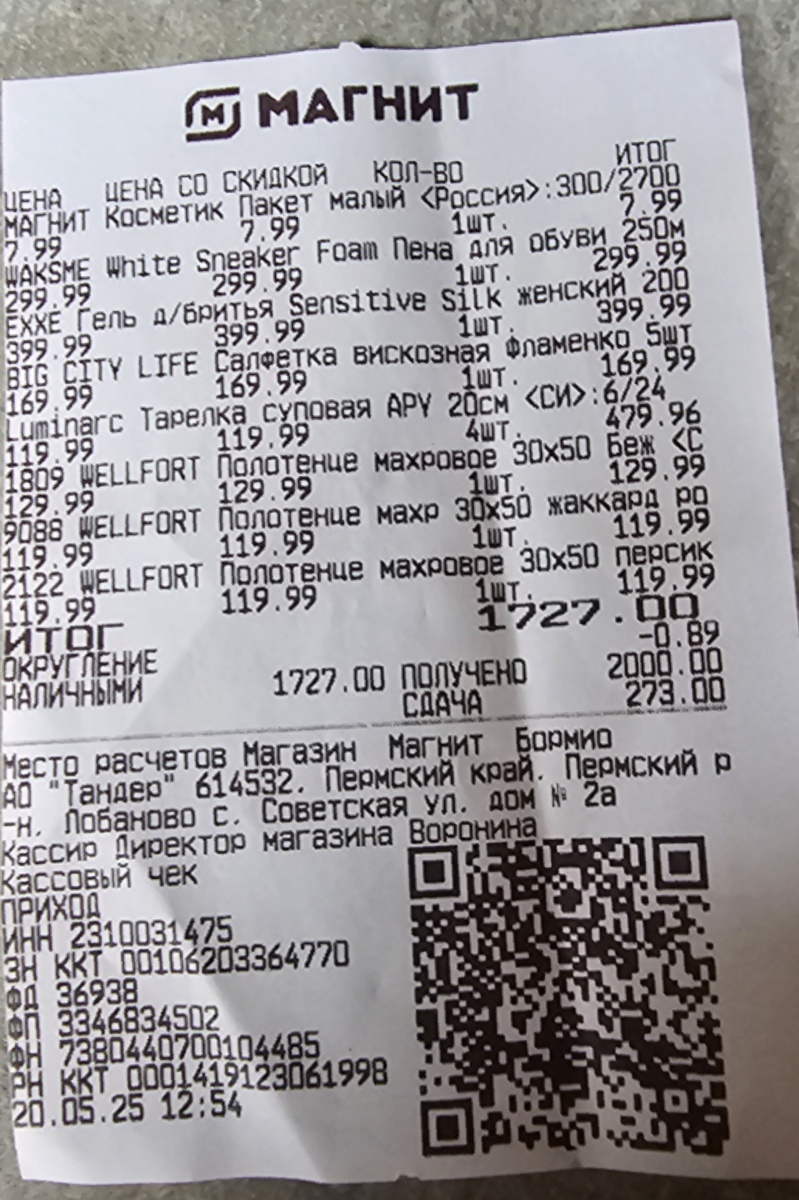 МАГНИТ
ИТОГ
ЦЕНА ЦЕНА СО СКИДКОЙ КОЛ-ВО
МАГНИТ Косметик Пакет малый <Россия>:300/2700
7.99 7.99 1шт. 7.99
WAKSME White Sneaker Foam Пена для обуви 250м
299.99 299.99 1шт. 299.99
EXXE Гель д/бритья Sensitive Silk женский 200
399.99 399.99 1шт. 399.99
BIG CITY LIFE Салфетка вискозная Фламенко 5шт
169.99 169.99 1шт. 169.99
Luminarc Тарелка суповая АРУ 20см <СИ>:6/24
119.99 119.99 4шт. 479.96
1809 WELLFORT Полотенце махровое 30x50 Беж <С
129.99 129.99 1шт. 129.99
9088 WELLFORT Полотенце махр 30x50 жаккард ро
119.99 119.99 1шт. 119.99
2122 WELLFORT Полотенце махровое 30x50 персик
119.99 119.99 1шт. 119.99
ИТОГ 1727.00
ОКРУГЛЕНИЕ -0.89
НАЛИЧНЫМИ 1727.00 ПОЛУЧЕНО 2000.00
СДАЧА 273.00
Место расчетов Магазин Магнит Бормио
АО "Тандер" 614532. Пермский край. Пермский р
-н. Лобаново с. Советская ул. дом № 2а
Кассир Директор магазина Воронина
Кассовый чек
ПРИХОД
ИНН 2310031475
ЗН ККТ 00106203364770
ФД 36938
ФП 3346834502
ФН 7380440700104485
РН ККТ 0001419123061998
20.05.25 12:54